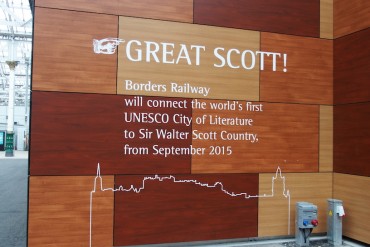 GREAT SCOTT!
Borders Railway
will connect the world's first
UNESCO City of Literature
to Sir Walter Scott Country,
from September 2015